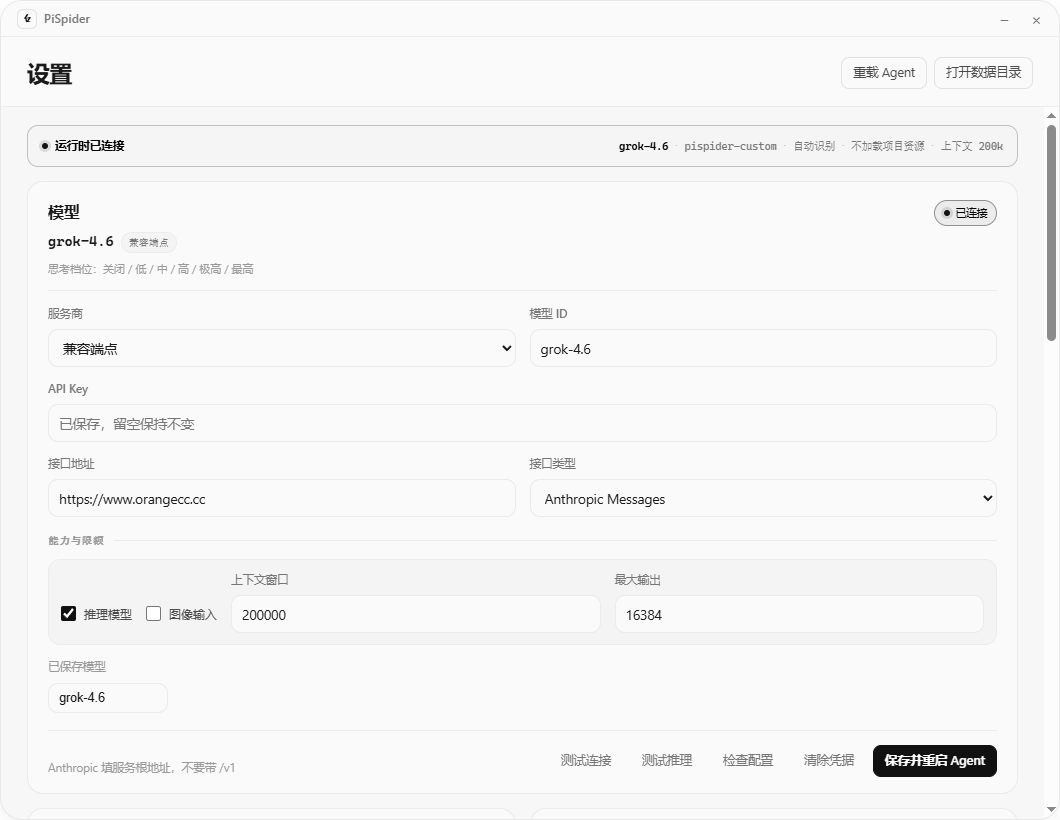 PiSpider
设置
重载 Agent
打开数据目录
运行时已连接
grok-4.6 · pispider-custom · 自动识别 · 不加载项目资源 · 上下文 200k
模型
已连接
grok-4.6 兼容端点
思考档位：关闭 / 低 / 中 / 高 / 极高 / 最高
服务商
模型 ID
兼容端点
grok-4.6
API Key
已保存，留空保持不变
接口地址
接口类型
https://www.orangecc.cc
Anthropic Messages
能力与限额
上下文窗口
最大输出
推理模型
图像输入
200000
16384
已保存模型
grok-4.6
Anthropic 填服务根地址，不要带 /v1
测试连接
测试推理
检查配置
清除凭据
保存并重启 Agent